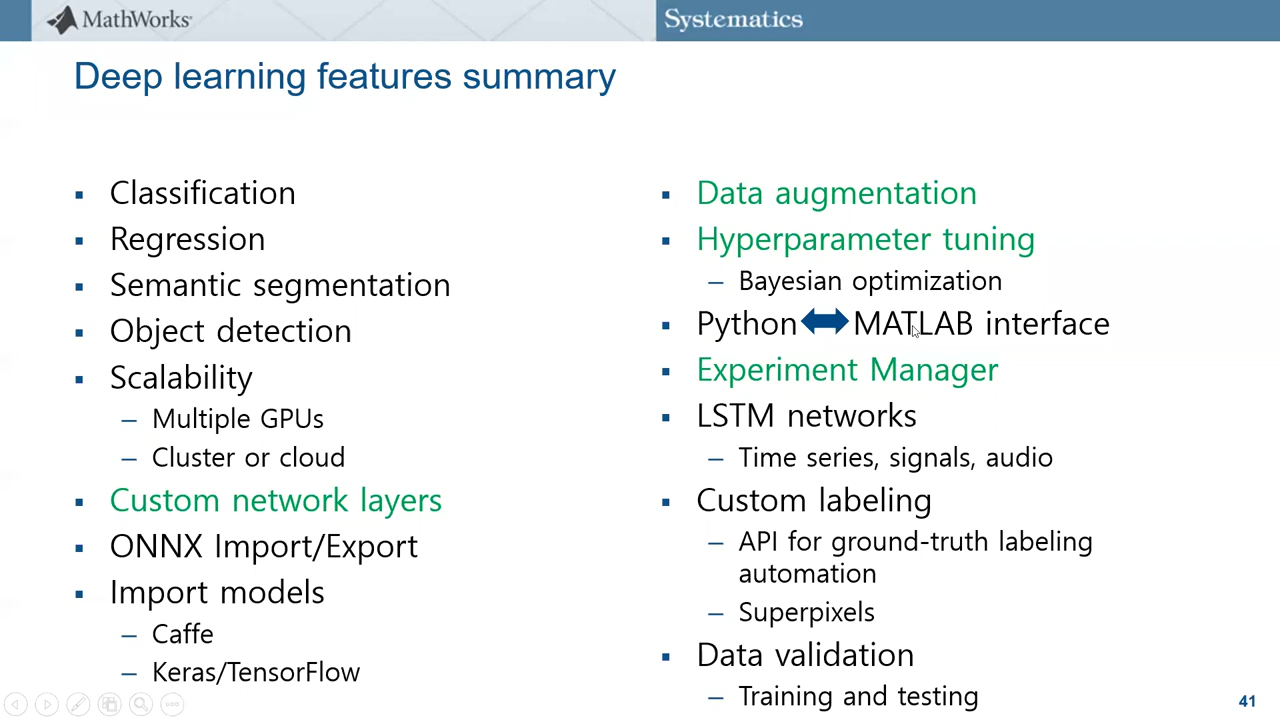 MathWorks
Systematics
Deep learning features summary
Classification
Regression
Semantic segmentation
Object detection
Scalability
– Multiple GPUs
– Cluster or cloud
Custom network layers
ONNX Import/Export
Import models
– Caffe
– Keras/TensorFlow
Data augmentation
Hyperparameter tuning
– Bayesian optimization
Python MATLAB interface
Experiment Manager
LSTM networks
– Time series, signals, audio
Custom labeling
– API for ground-truth labeling
automation
– Superpixels
Data validation
– Training and testing
41